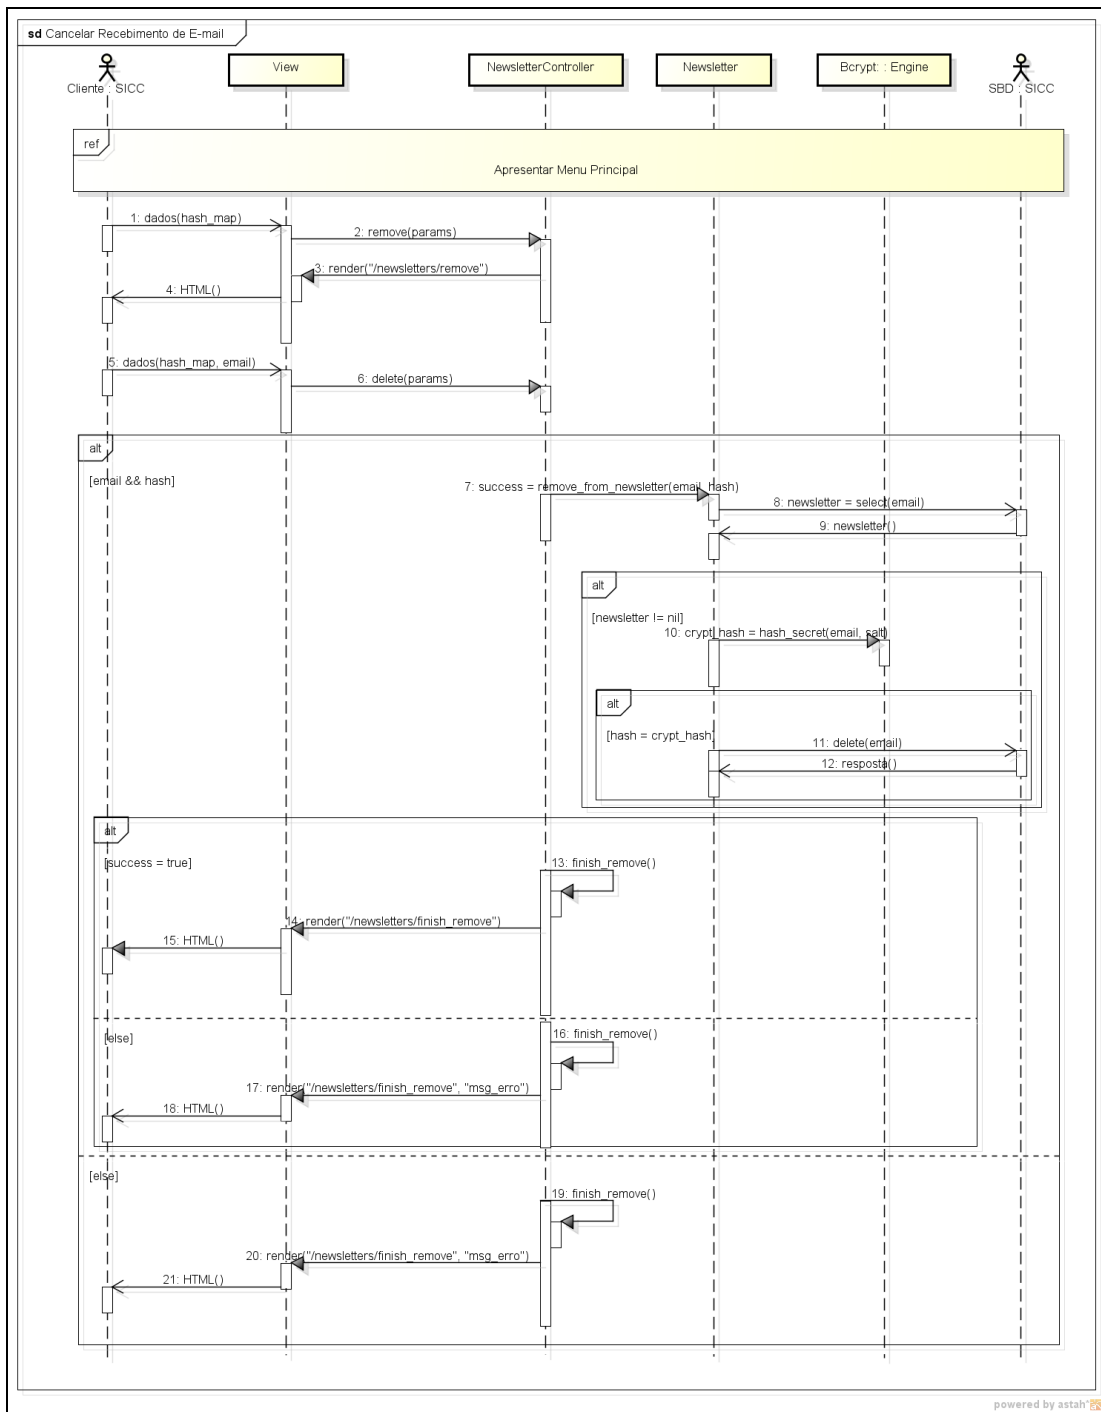 sd Cancelar Recebimento de E-mail
Cliente : SICC
View
NewsletterController
Newsletter
Bcrypt: : Engine
SBD : SICC
ref
Apresentar Menu Principal
1: dados(hash_map)
2: remove(params)
3: render("/newsletters/remove")
4: HTML()
5: dados(hash_map, email)
6: delete(params)
alt
[email && hash]
7: success = remove_from_newsletter(email, hash)
8: newsletter = select(email)
9: newsletter()
alt
[newsletter != nil]
10: crypt_hash = hash_secret(email, salt)
alt
[hash = crypt_hash]
11: delete(email)
12: resposta()
alt
[success = true]
13: finish_remove()
14: render("/newsletters/finish_remove")
15: HTML()
[else]
16: finish_remove()
17: render("/newsletters/finish_remove", "msg_erro")
18: HTML()
[else]
19: finish_remove()
20: render("/newsletters/finish_remove", "msg_erro")
21: HTML()
powered by astah*